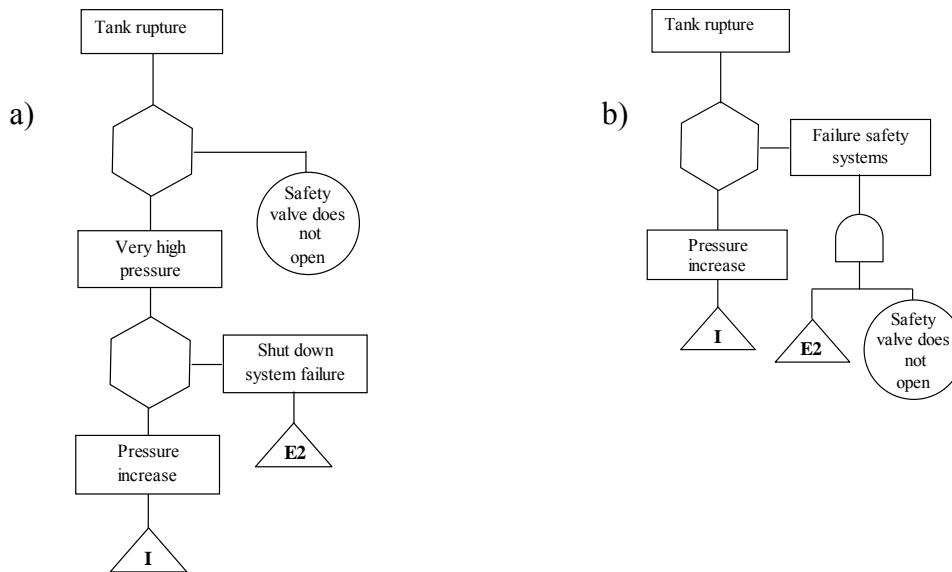 a)
Tank rupture
Safety
valve does
not
open
Very high
pressure
Shut down
system failure
E2
Pressure
increase
I
b)
Tank rupture
Failure safety
systems
Pressure
increase
I
E2
Safety
valve does
not
open